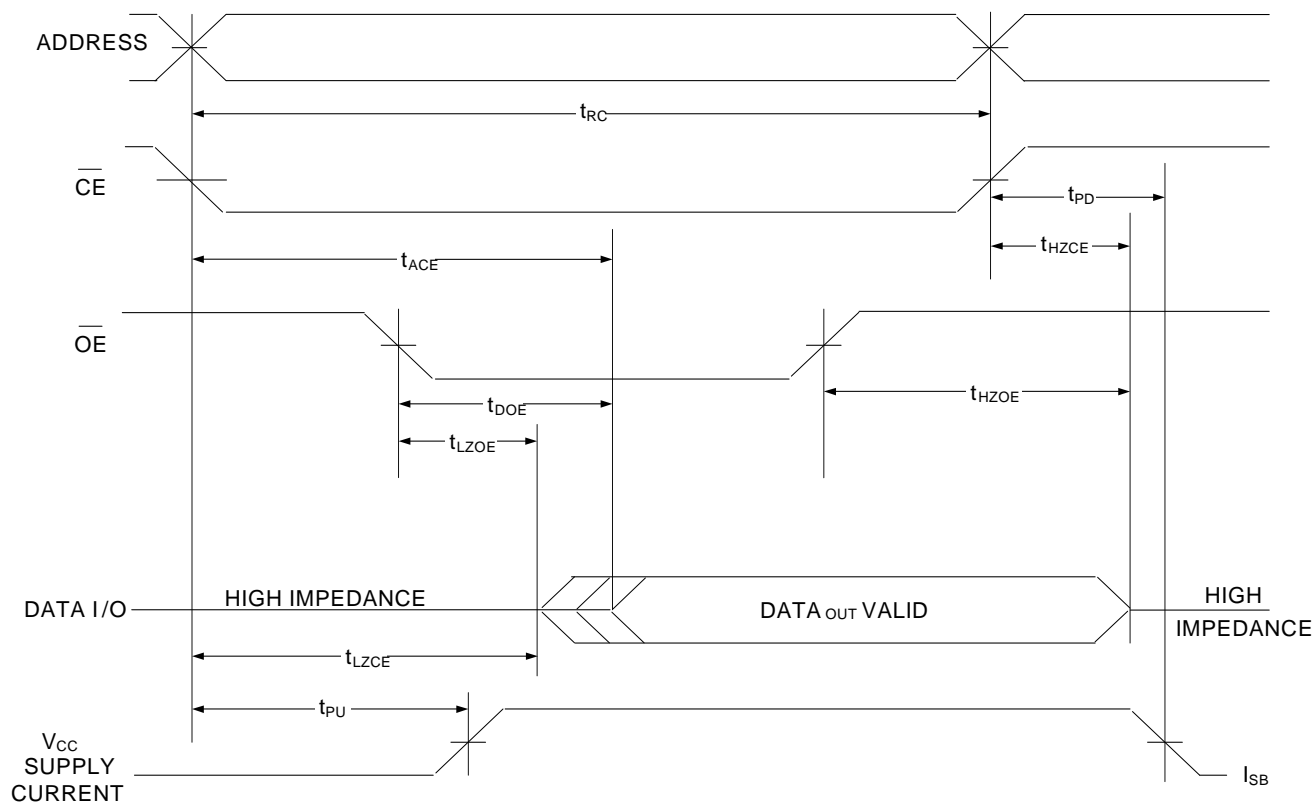 ADDRESS
tRC
CE
tPD
tHZCE
tACE
OE
tHZOE
tDOE
tLZOE
DATA I/O
HIGH IMPEDANCE
DATA OUT VALID
HIGH
IMPEDANCE
tLZCE
tPU
VCC
SUPPLY
CURRENT
ISB